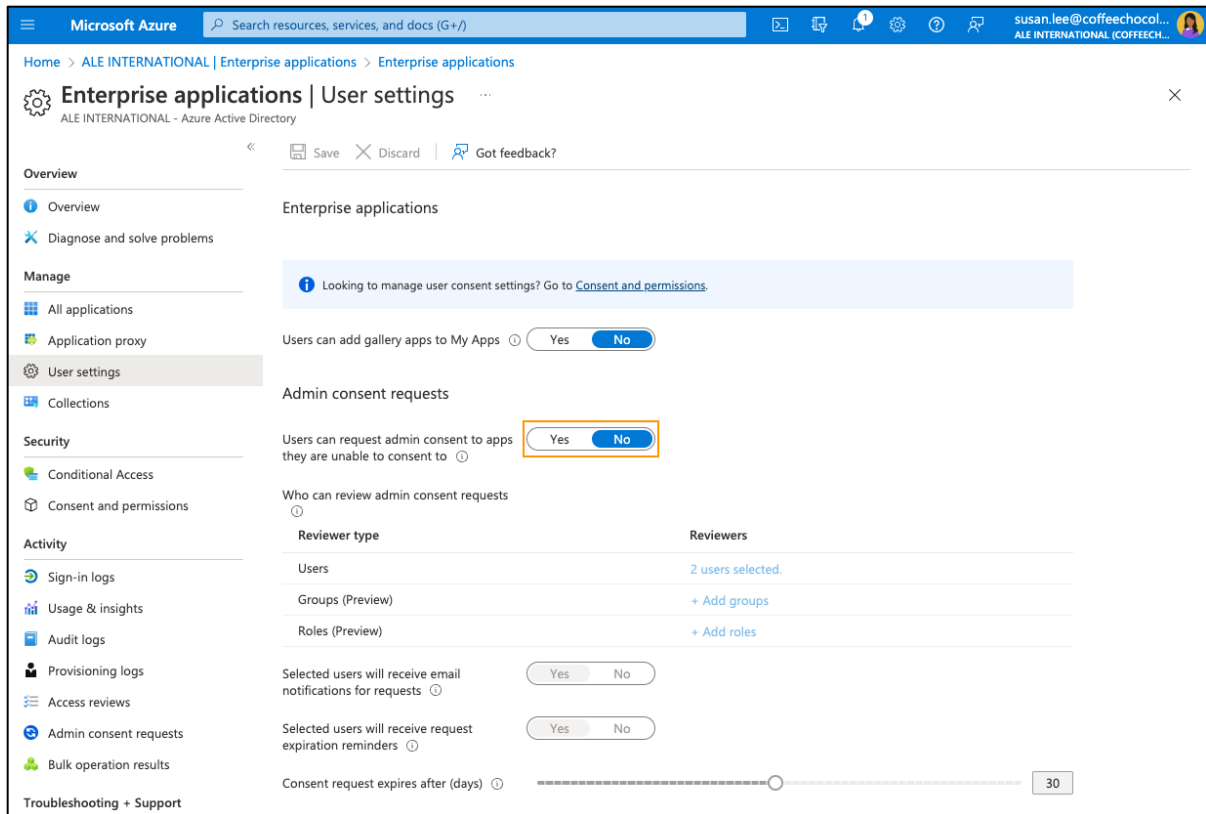 Microsoft Azure
Search resources, services, and docs (G+/)
1
susan.lee@coffeechocol...
ALE INTERNATIONAL (COFFEECH...
Home > ALE INTERNATIONAL | Enterprise applications > Enterprise applications
Enterprise applications | User settings ...
ALE INTERNATIONAL - Azure Active Directory
Save Discard Got feedback?
Overview
Overview
Diagnose and solve problems
Manage
All applications
Application proxy
User settings
Collections
Security
Conditional Access
Consent and permissions
Activity
Sign-in logs
Usage & insights
Audit logs
Provisioning logs
Access reviews
Admin consent requests
Bulk operation results
Troubleshooting + Support
Enterprise applications
Looking to manage user consent settings? Go to Consent and permissions.
Users can add gallery apps to My Apps Yes No
Admin consent requests
Users can request admin consent to apps Yes No
they are unable to consent to
Who can review admin consent requests
Reviewer type Reviewers
Users 2 users selected.
Groups (Preview) + Add groups
Roles (Preview) + Add roles
Selected users will receive email Yes No
notifications for requests
Selected users will receive request Yes No
expiration reminders
Consent request expires after (days) 30